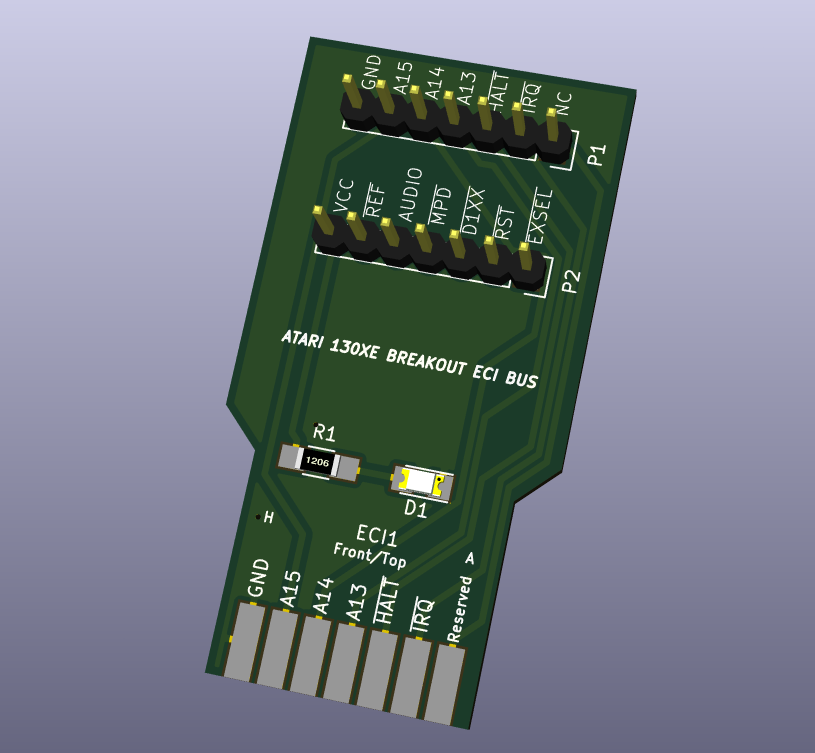 GND A15 A14 A13 HALT IRQ NC
P1
VCC REF AUDIO MPD D1XX RST EXSEL
P2
ATARI 130XE BREAKOUT ECI BUS
R1
1206
D1
H
ECI1
Front/Top
A
GND A15 A14 A13 HALT IRQ Reserved